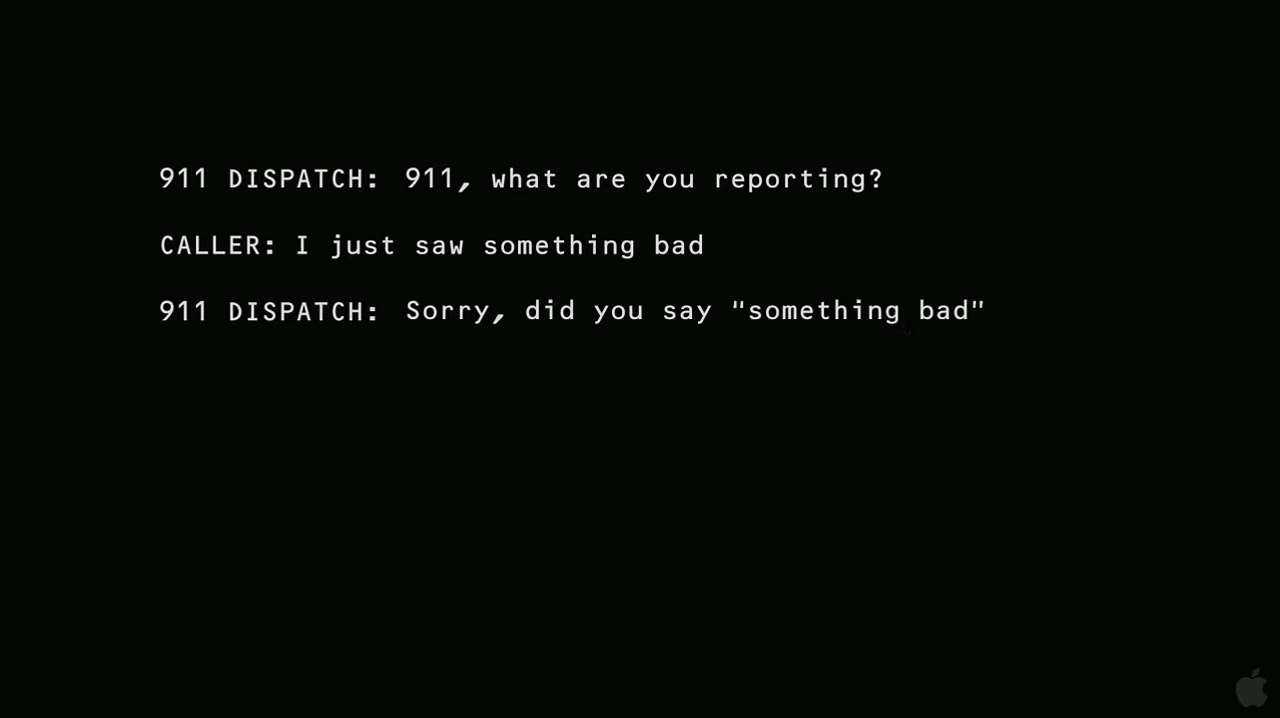 911 DISPATCH: 911, what are you reporting?
CALLER: I just saw something bad
911 DISPATCH: Sorry, did you say "something bad"